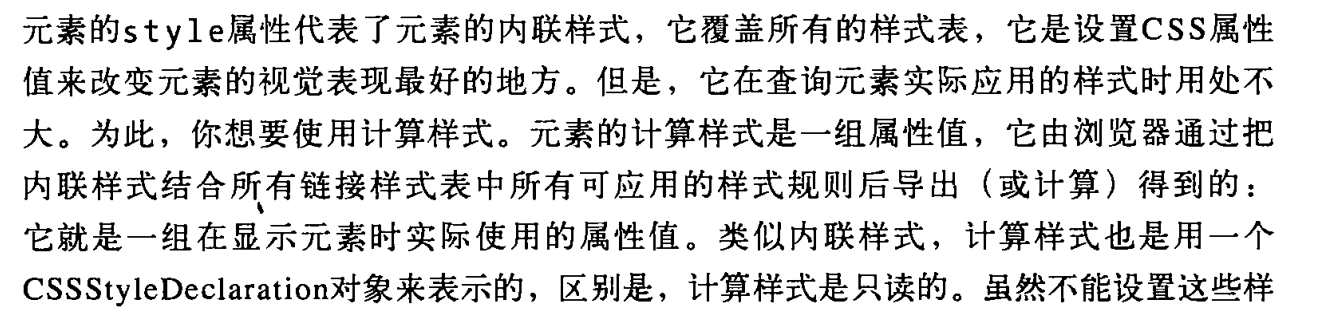 元素的style属性代表了元素的内联样式，它覆盖所有的样式表，它是设置CSS属性
值来改变元素的视觉表现最好的地方。但是，它在查询元素实际应用的样式时用处不
大。为此，你想要使用计算样式。元素的计算样式是一组属性值，它由浏览器通过把
内联样式结合所有链接样式表中所有可应用的样式规则后导出（或计算）得到的：
它就是一组在显示元素时实际使用的属性值。类似内联样式，计算样式也是用一个
CSSStyleDeclaration对象来表示的，区别是，计算样式是只读的。虽然不能设置这些样